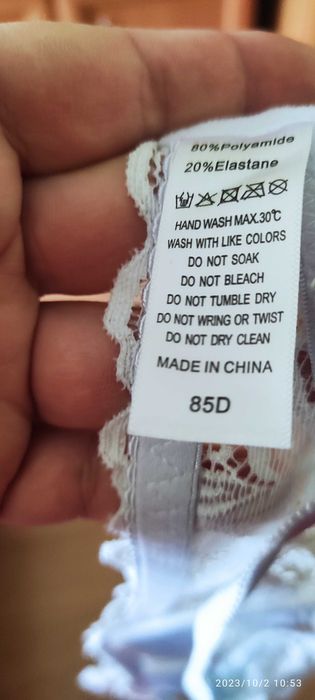 80%Polyamide
20%Elastane
HAND WASH MAX.30℃
WASH WITH LIKE COLORS
DO NOT SOAK
DO NOT BLEACH
DO NOT TUMBLE DRY
DO NOT WRING OR TWIST
DO NOT DRY CLEAN
MADE IN CHINA
85D
2023/10/2 10:53